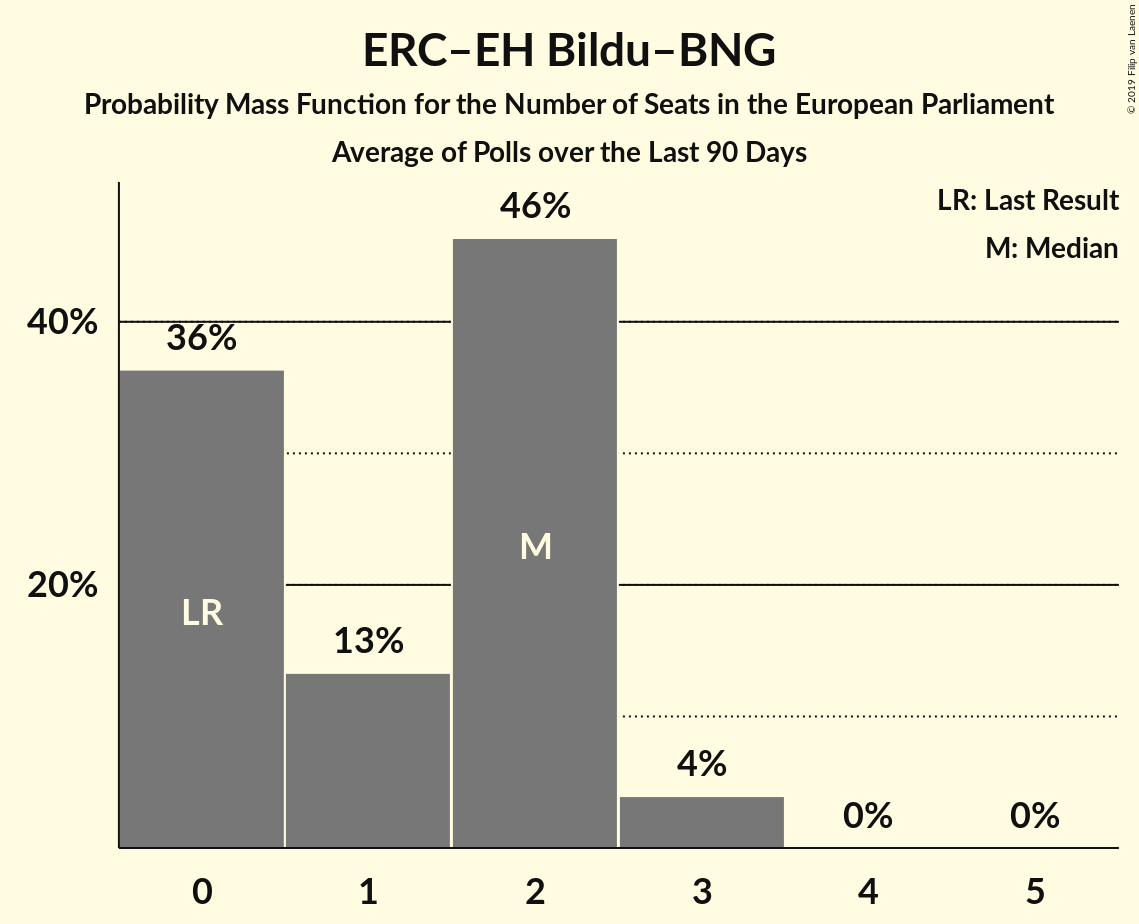 ERC–EH Bildu–BNG
Probability Mass Function for the Number of Seats in the European Parliament
Average of Polls over the Last 90 Days
© 2019 Filip van Laenen
LR: Last Result
M: Median
46%
40%
36%
M
20%
LR
13%
4%
0%
0%
0 1 2 3 4 5